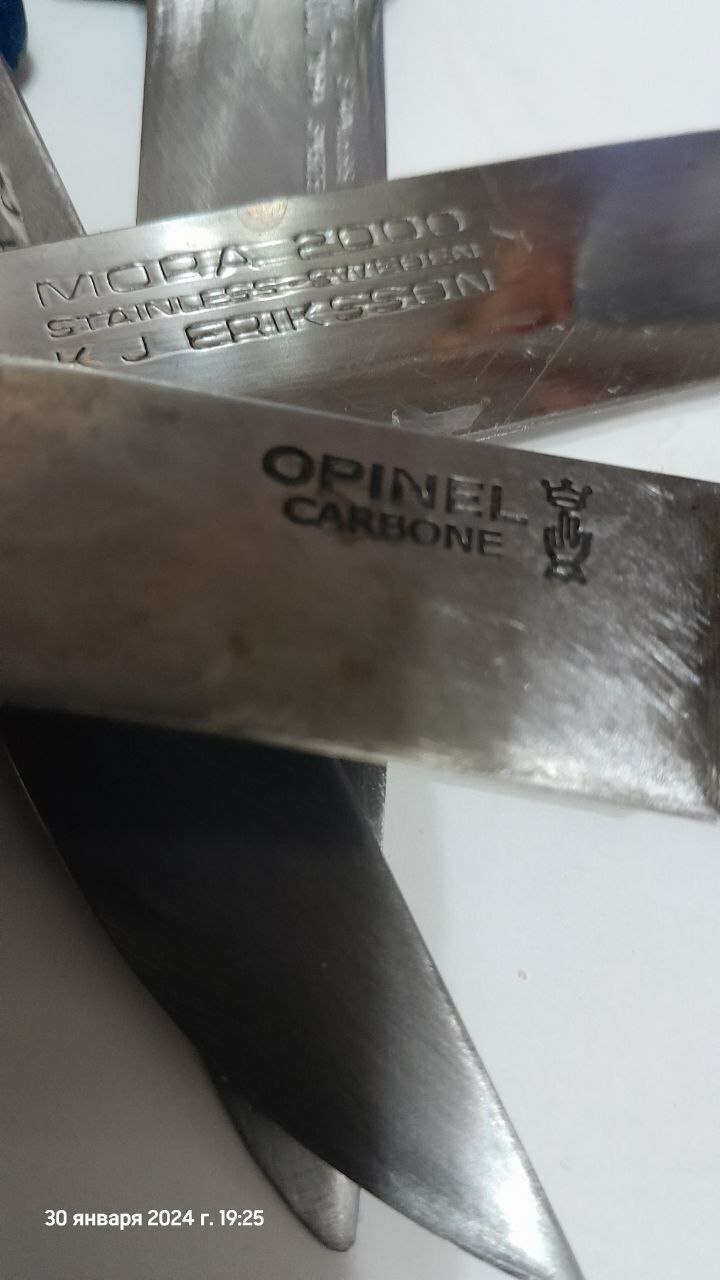 MORA 2000
STAINLESS-SWEDEN
K J ERIKSSON
OPINEL
CARBONE
30 января 2024 г. 19:25